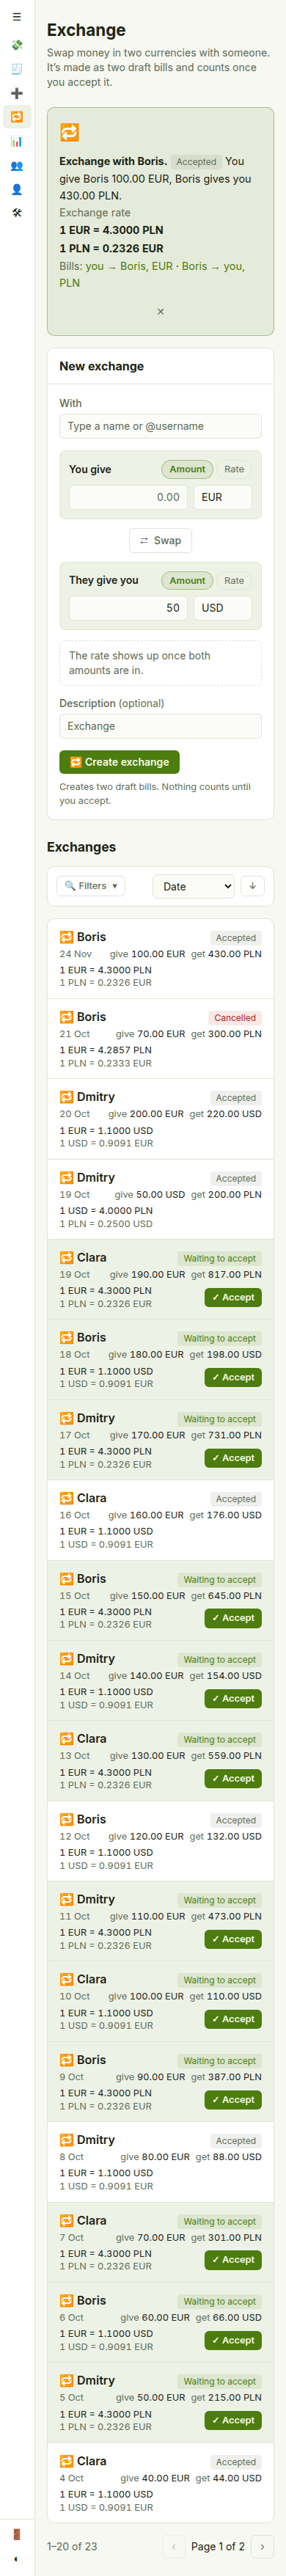 Exchange
Swap money in two currencies with someone.
It's made as two draft bills and counts once
you accept it.
Exchange with Boris. Accepted You
give Boris 100.00 EUR, Boris gives you
430.00 PLN.
Exchange rate
1 EUR = 4.3000 PLN
1 PLN = 0.2326 EUR
Bills: you → Boris, EUR · Boris → you,
PLN
×
New exchange
With
Type a name or @username
You give Amount Rate
0.00 EUR
⇄ Swap
They give you Amount Rate
50 USD
The rate shows up once both
amounts are in.
Description (optional)
Exchange
Create exchange
Creates two draft bills. Nothing counts until
you accept.
Exchanges
Filters ▾ Date ↓
Boris Accepted
24 Nov give 100.00 EUR get 430.00 PLN
1 EUR = 4.3000 PLN
1 PLN = 0.2326 EUR
Boris Cancelled
21 Oct give 70.00 EUR get 300.00 PLN
1 EUR = 4.2857 PLN
1 PLN = 0.2333 EUR
Dmitry Accepted
20 Oct give 200.00 EUR get 220.00 USD
1 EUR = 1.1000 USD
1 USD = 0.9091 EUR
Dmitry Accepted
19 Oct give 50.00 USD get 200.00 PLN
1 USD = 4.0000 PLN
1 PLN = 0.2500 USD
Clara Waiting to accept
19 Oct give 190.00 EUR get 817.00 PLN
1 EUR = 4.3000 PLN
1 PLN = 0.2326 EUR ✓ Accept
Boris Waiting to accept
18 Oct give 180.00 EUR get 198.00 USD
1 EUR = 1.1000 USD
1 USD = 0.9091 EUR ✓ Accept
Dmitry Waiting to accept
17 Oct give 170.00 EUR get 731.00 PLN
1 EUR = 4.3000 PLN
1 PLN = 0.2326 EUR ✓ Accept
Clara Accepted
16 Oct give 160.00 EUR get 176.00 USD
1 EUR = 1.1000 USD
1 USD = 0.9091 EUR
Boris Waiting to accept
15 Oct give 150.00 EUR get 645.00 PLN
1 EUR = 4.3000 PLN
1 PLN = 0.2326 EUR ✓ Accept
Dmitry Waiting to accept
14 Oct give 140.00 EUR get 154.00 USD
1 EUR = 1.1000 USD
1 USD = 0.9091 EUR ✓ Accept
Clara Waiting to accept
13 Oct give 130.00 EUR get 559.00 PLN
1 EUR = 4.3000 PLN
1 PLN = 0.2326 EUR ✓ Accept
Boris Accepted
12 Oct give 120.00 EUR get 132.00 USD
1 EUR = 1.1000 USD
1 USD = 0.9091 EUR
Dmitry Waiting to accept
11 Oct give 110.00 EUR get 473.00 PLN
1 EUR = 4.3000 PLN
1 PLN = 0.2326 EUR ✓ Accept
Clara Waiting to accept
10 Oct give 100.00 EUR get 110.00 USD
1 EUR = 1.1000 USD
1 USD = 0.9091 EUR ✓ Accept
Boris Waiting to accept
9 Oct give 90.00 EUR get 387.00 PLN
1 EUR = 4.3000 PLN
1 PLN = 0.2326 EUR ✓ Accept
Dmitry Accepted
8 Oct give 80.00 EUR get 88.00 USD
1 EUR = 1.1000 USD
1 USD = 0.9091 EUR
Clara Waiting to accept
7 Oct give 70.00 EUR get 301.00 PLN
1 EUR = 4.3000 PLN
1 PLN = 0.2326 EUR ✓ Accept
Boris Waiting to accept
6 Oct give 60.00 EUR get 66.00 USD
1 EUR = 1.1000 USD
1 USD = 0.9091 EUR ✓ Accept
Dmitry Waiting to accept
5 Oct give 50.00 EUR get 215.00 PLN
1 EUR = 4.3000 PLN
1 PLN = 0.2326 EUR ✓ Accept
Clara Accepted
4 Oct give 40.00 EUR get 44.00 USD
1 EUR = 1.1000 USD
1 USD = 0.9091 EUR
1–20 of 23 ‹ Page 1 of 2 ›